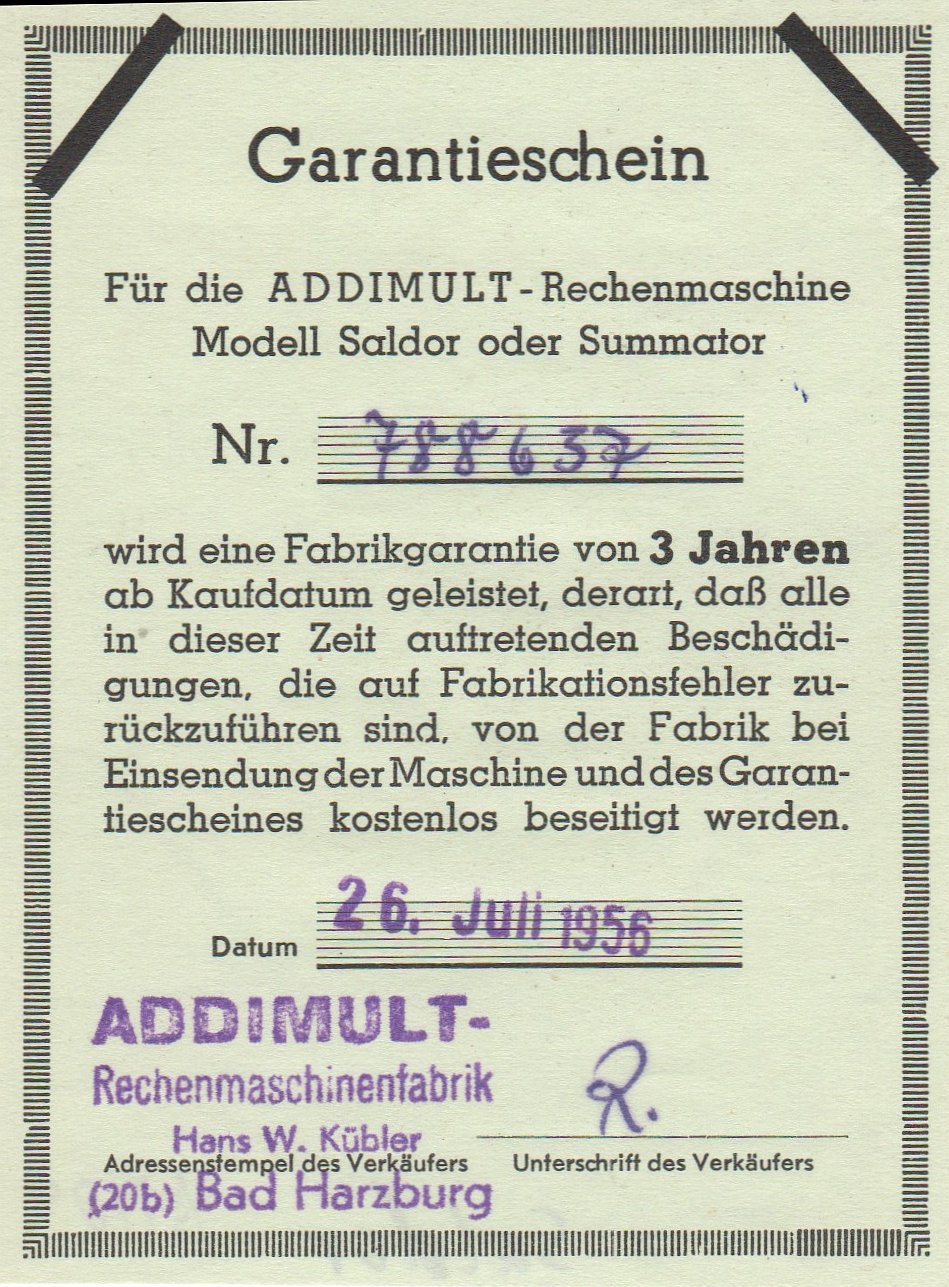 Garantieschein
Für die ADDIMULT-Rechenmaschine
Modell Saldor oder Summator
Nr. 788637
wird eine Fabrikgarantie von 3 Jahren
ab Kaufdatum geleistet, derart, daß alle
in dieser Zeit auftretenden Beschädi-
gungen, die auf Fabrikationsfehler zu-
rückzuführen sind, von der Fabrik bei
Einsendung der Maschine und des Garan-
tiescheines kostenlos beseitigt werden.
Datum 26. Juli 1956
ADDIMULT-
Rechenmaschinenfabrik
Hans W. Kübler
R.
Adressenstempel des Verkäufers Unterschrift des Verkäufers
(20b) Bad Harzburg